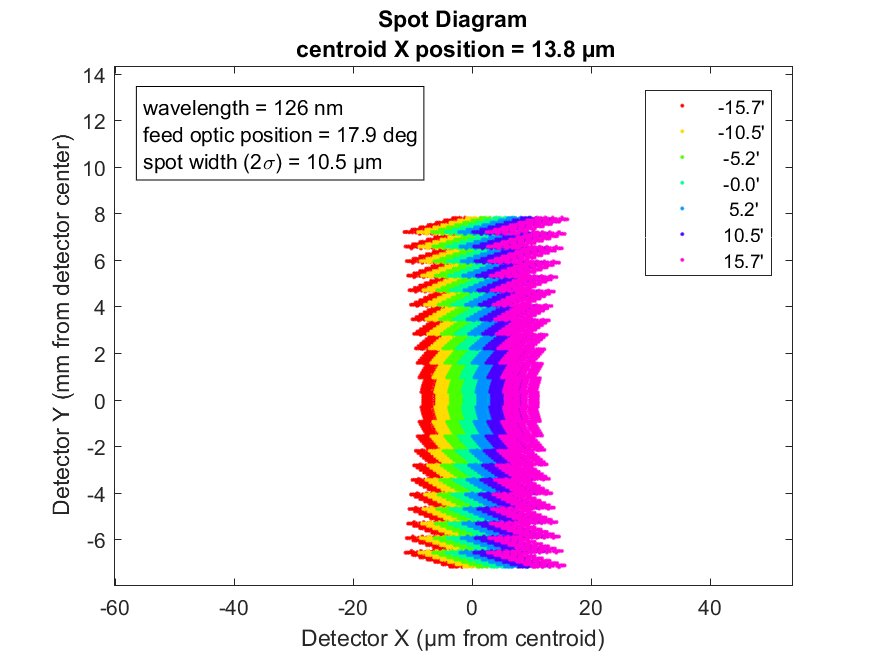 Spot Diagram
centroid X position = 13.8 µm
wavelength = 126 nm
feed optic position = 17.9 deg
spot width (2σ) = 10.5 µm
-15.7'
-10.5'
-5.2'
-0.0'
5.2'
10.5'
15.7'
14
12
10
8
6
4
2
0
-2
-4
-6
Detector Y (mm from detector center)
-60 -40 -20 0 20 40
Detector X (µm from centroid)